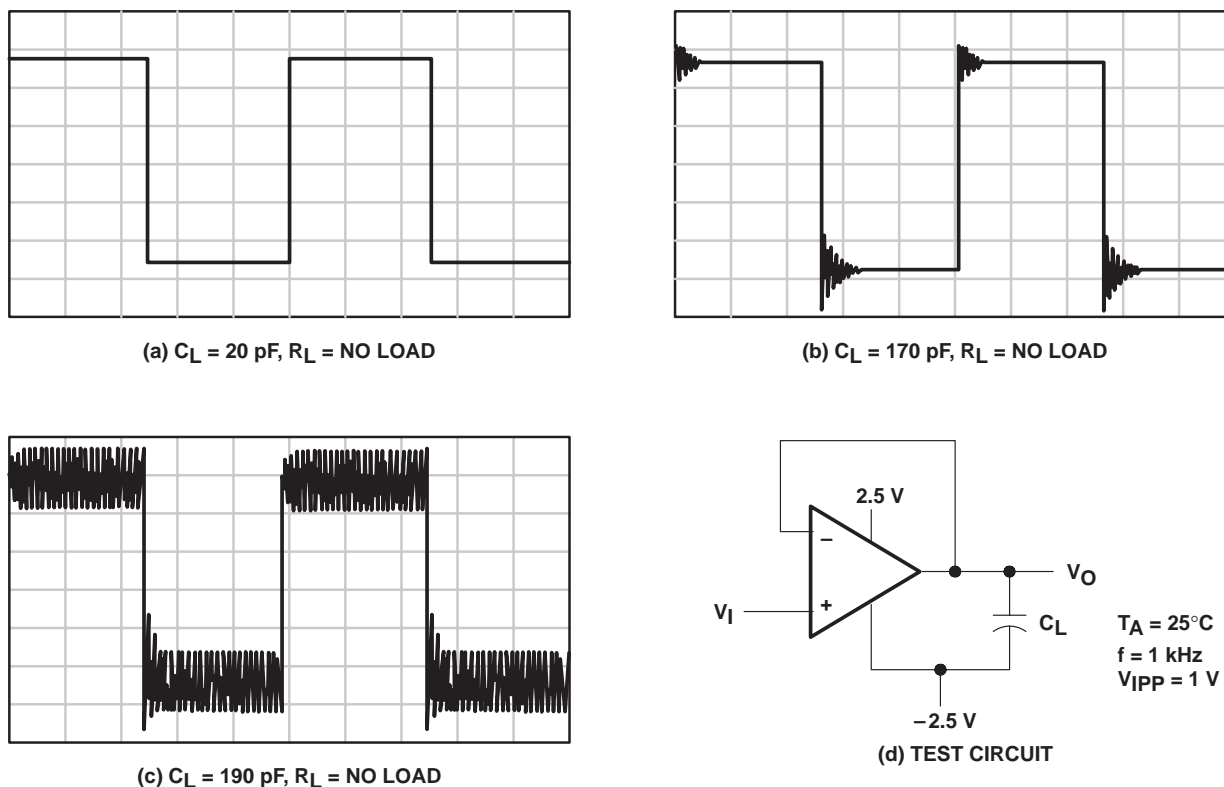 (a) CL = 20 pF, RL = NO LOAD
(b) CL = 170 pF, RL = NO LOAD
(c) CL = 190 pF, RL = NO LOAD
2.5 V
−
+
VI
VO
CL
−2.5 V
TA = 25°C
f = 1 kHz
VIPP = 1 V
(d) TEST CIRCUIT